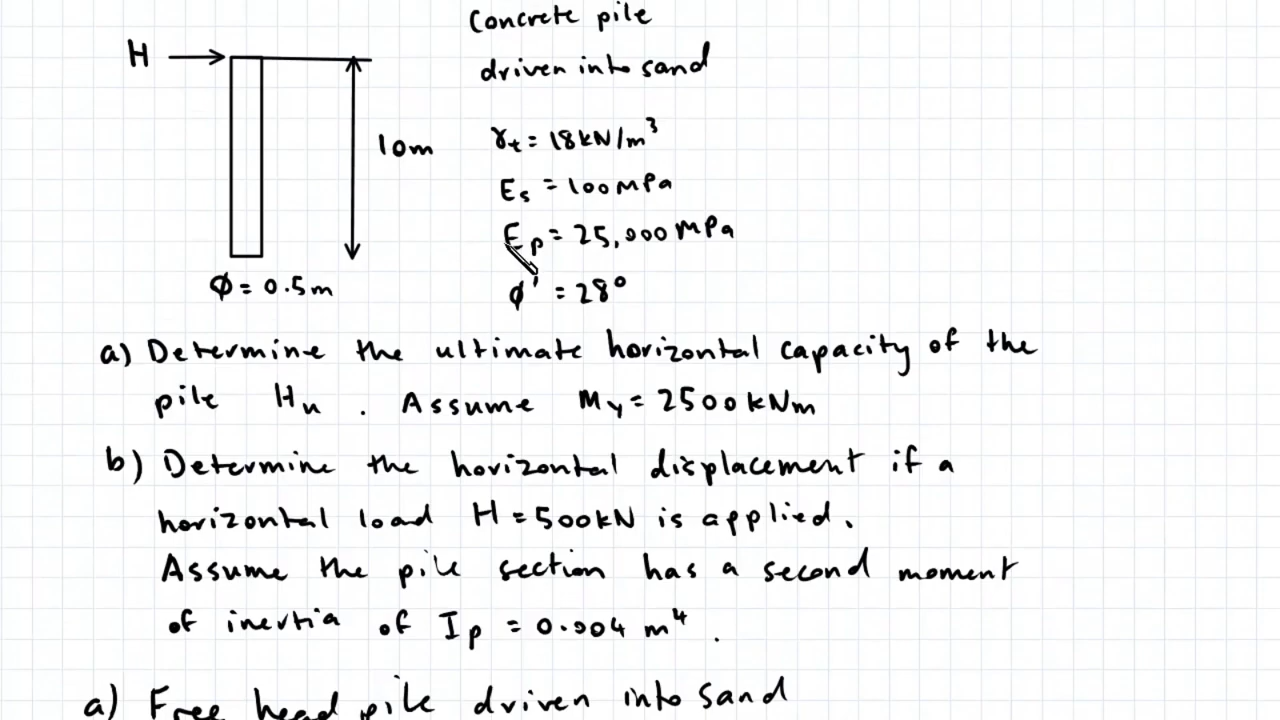 Concrete pile
H
driven into sand
10m
γt = 18kN/m³
Es = 100MPa
Ep = 25,000 MPa
ϕ = 0.5m
ϕ' = 28°
a) Determine the ultimate horizontal capacity of the
pile Hu . Assume My = 2500kNm
b) Determine the horizontal displacement if a
horizontal load H = 500kN is applied.
Assume the pile section has a second moment
of inertia of Ip = 0.004 m⁴ .
a) Free head pile driven into sand